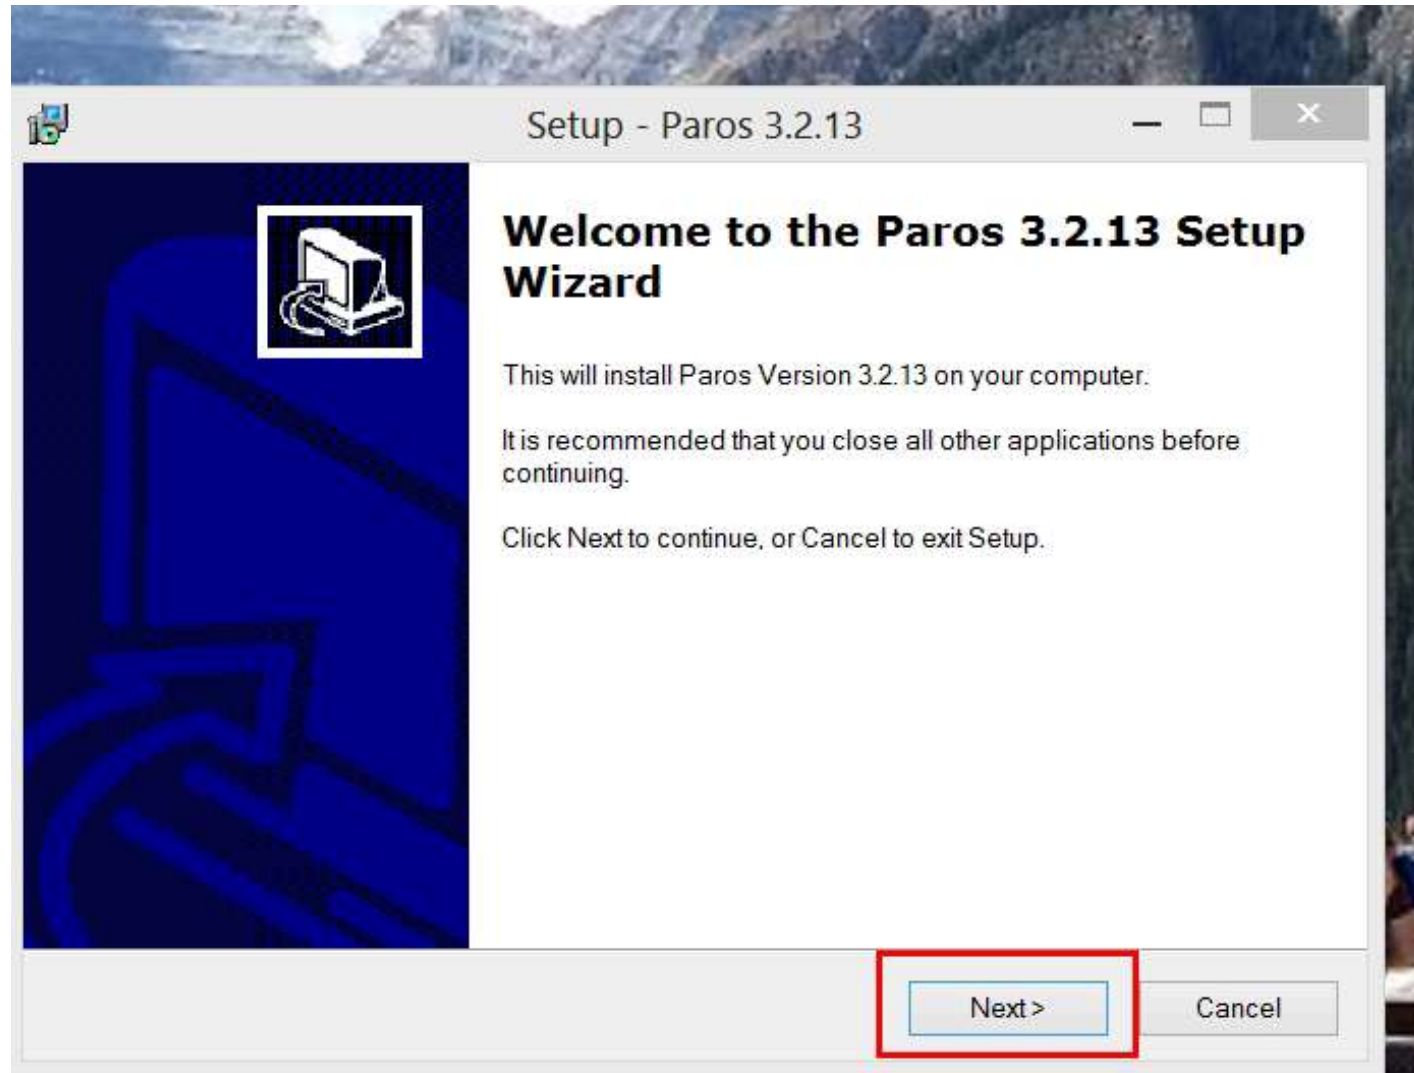 Setup - Paros 3.2.13
Welcome to the Paros 3.2.13 Setup
Wizard
This will install Paros Version 3.2.13 on your computer.
It is recommended that you close all other applications before
continuing.
Click Next to continue, or Cancel to exit Setup.
Next >
Cancel